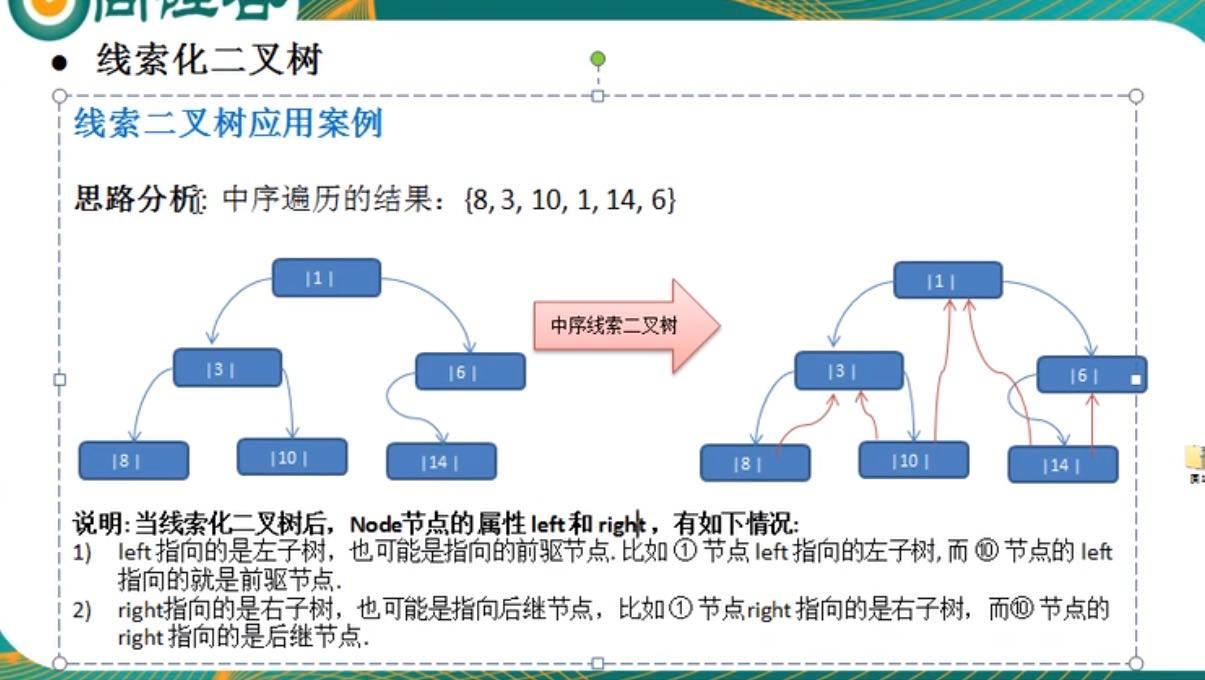 线索化二叉树
线索二叉树应用案例
思路分析: 中序遍历的结果：{8, 3, 10, 1, 14, 6}
|1 |
|3 |
|6 |
|8 |
|10 |
|14 |
中序线索二叉树
|1 |
|3 |
|6 |
|8 |
|10 |
|14 |
说明: 当线索化二叉树后，Node节点的属性 left 和 right ，有如下情况:
1) left 指向的是左子树，也可能是指向的前驱节点. 比如 ① 节点 left 指向的左子树, 而 ⑩ 节点的 left
指向的就是前驱节点.
2) right指向的是右子树，也可能是指向后继节点，比如 ① 节点right 指向的是右子树，而⑩ 节点的
right 指向的是后继节点.